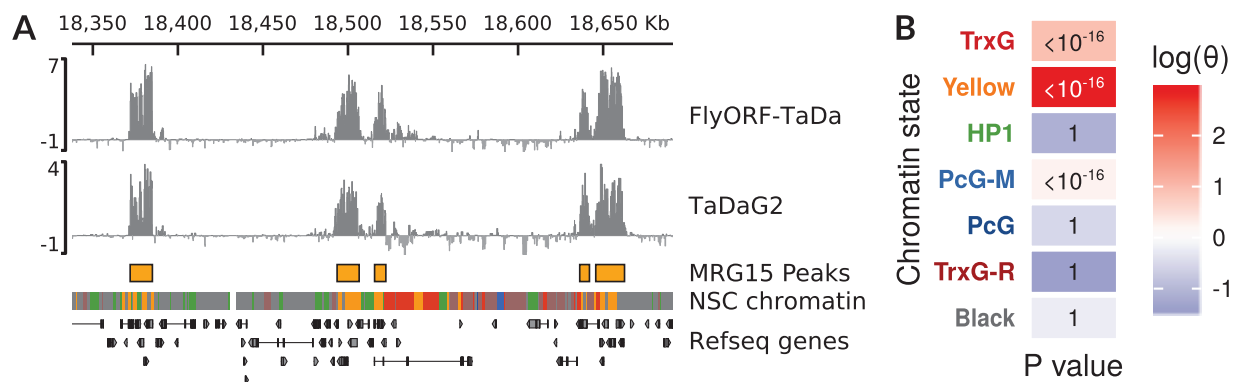 A
18,350 18,400 18,450 18,500 18,550 18,600 18,650 Kb
7
-1
FlyORF-TaDa
4
-1
TaDaG2
MRG15 Peaks
NSC chromatin
Refseq genes
B
Chromatin state
TrxG <10⁻¹⁶
Yellow <10⁻¹⁶
HP1 1
PcG-M <10⁻¹⁶
PcG 1
TrxG-R 1
Black 1
P value
log(θ)
2
1
0
-1